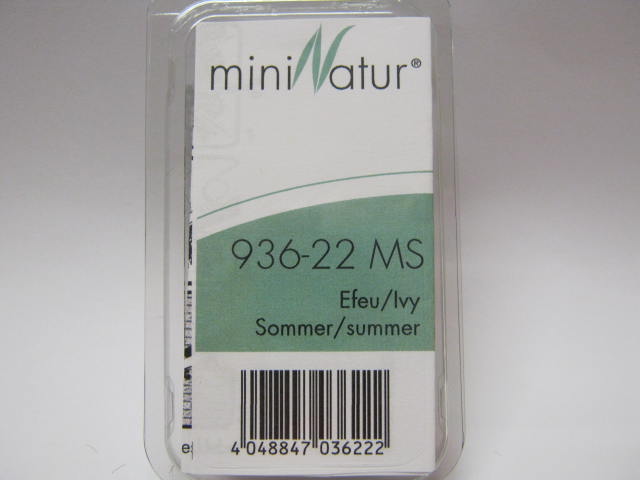 miniNatur®
936-22 MS
Efeu/Ivy
Sommer/summer
4 048847 036222